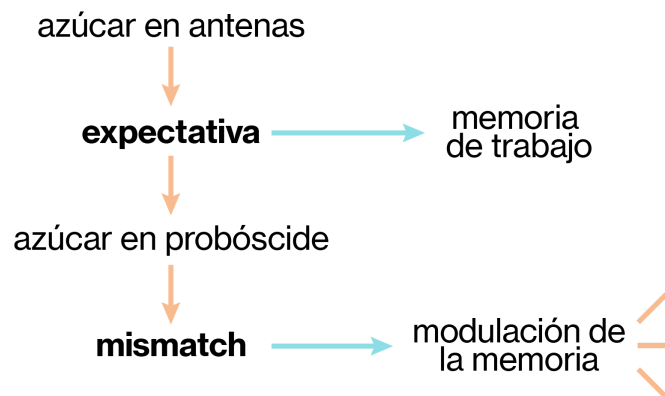 azúcar en antenas
expectativa
memoria
de trabajo
azúcar en probóscide
mismatch
modulación de
la memoria